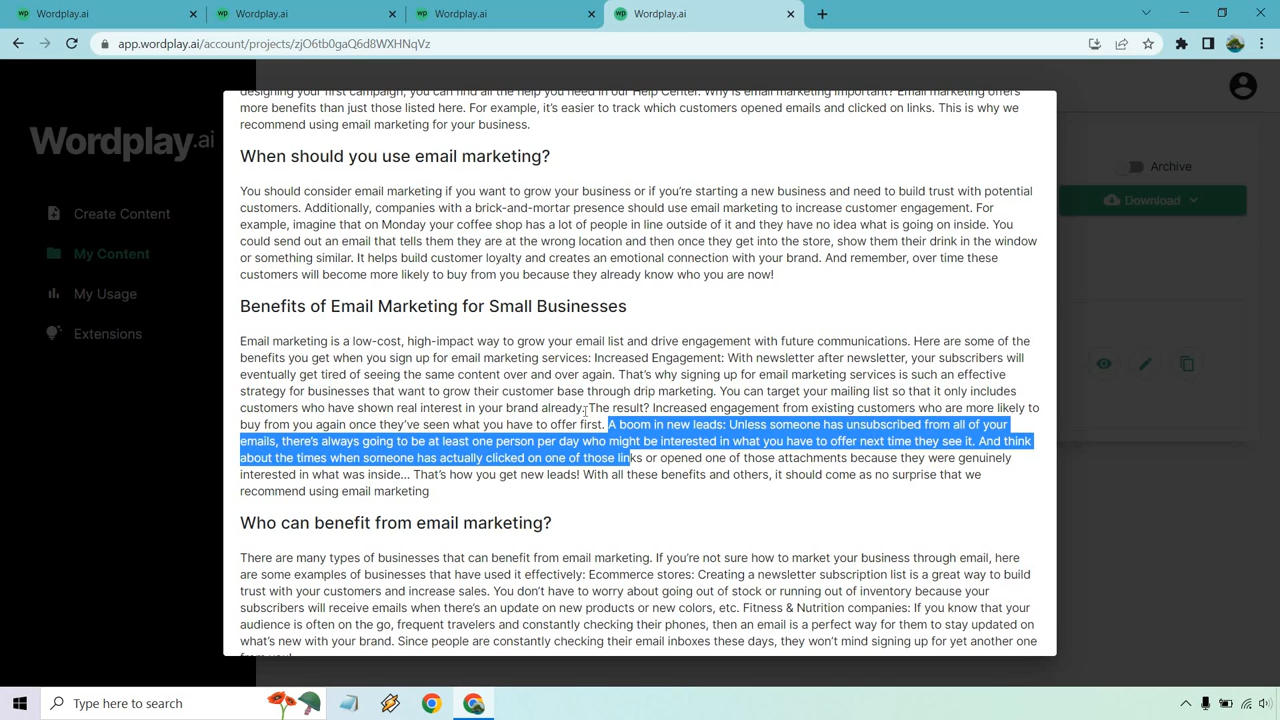 Wordplay.ai
Wordplay.ai
Wordplay.ai
Wordplay.ai
app.wordplay.ai/account/projects/zjO6tb0gaQ6d8WXHNqVz
Wordplay.ai
Create Content
My Content
My Usage
Extensions
Archive
Download
designing your first campaign, you can find all the help you need in our Help Center. Why is email marketing important? Email marketing offers
more benefits than just those listed here. For example, it's easier to track which customers opened emails and clicked on links. This is why we
recommend using email marketing for your business.
When should you use email marketing?
You should consider email marketing if you want to grow your business or if you're starting a new business and need to build trust with potential
customers. Additionally, companies with a brick-and-mortar presence should use email marketing to increase customer engagement. For
example, imagine that on Monday your coffee shop has a lot of people in line outside of it and they have no idea what is going on inside. You
could send out an email that tells them they are at the wrong location and then once they get into the store, show them their drink in the window
or something similar. It helps build customer loyalty and creates an emotional connection with your brand. And remember, over time these
customers will become more likely to buy from you because they already know who you are now!
Benefits of Email Marketing for Small Businesses
Email marketing is a low-cost, high-impact way to grow your email list and drive engagement with future communications. Here are some of the
benefits you get when you sign up for email marketing services: Increased Engagement: With newsletter after newsletter, your subscribers will
eventually get tired of seeing the same content over and over again. That's why signing up for email marketing services is such an effective
strategy for businesses that want to grow their customer base through drip marketing. You can target your mailing list so that it only includes
customers who have shown real interest in your brand already. The result? Increased engagement from existing customers who are more likely to
buy from you again once they've seen what you have to offer first. A boom in new leads: Unless someone has unsubscribed from all of your
emails, there's always going to be at least one person per day who might be interested in what you have to offer next time they see it. And think
about the times when someone has actually clicked on one of those links or opened one of those attachments because they were genuinely
interested in what was inside... That's how you get new leads! With all these benefits and others, it should come as no surprise that we
recommend using email marketing
Who can benefit from email marketing?
There are many types of businesses that can benefit from email marketing. If you're not sure how to market your business through email, here
are some examples of businesses that have used it effectively: Ecommerce stores: Creating a newsletter subscription list is a great way to build
trust with your customers and increase sales. You don't have to worry about going out of stock or running out of inventory because your
subscribers will receive emails when there's an update on new products or new colors, etc. Fitness & Nutrition companies: If you know that your
audience is often on the go, frequent travelers and constantly checking their phones, then an email is a perfect way for them to stay updated on
what's new with your brand. Since people are constantly checking their email inboxes these days, they won't mind signing up for yet another one
from you!
Type here to search